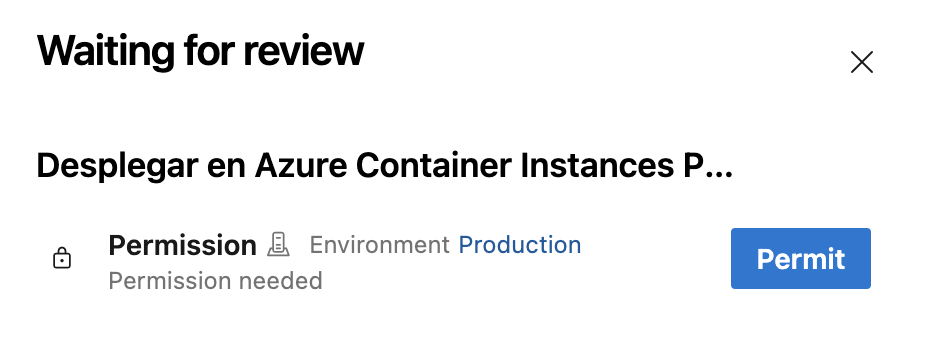 Waiting for review
Desplegar en Azure Container Instances P...
Permission Environment Production
Permission needed
Permit